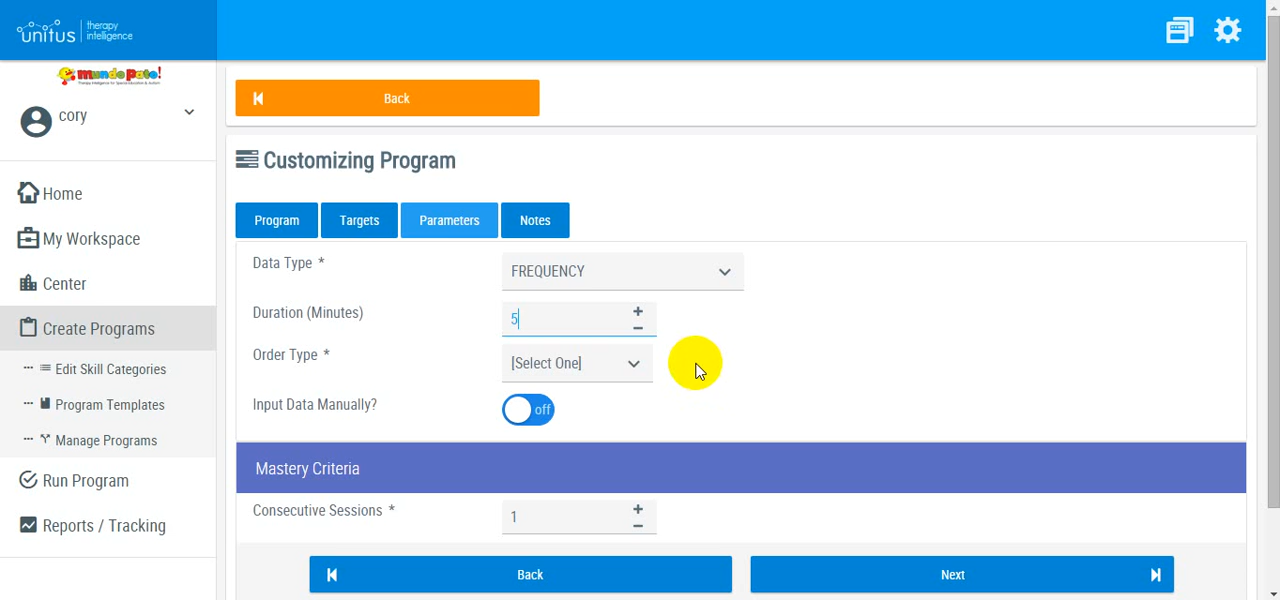 unitus therapy intelligence
mundo pato!
cory
Home
My Workspace
Center
Create Programs
Edit Skill Categories
Program Templates
Manage Programs
Run Program
Reports / Tracking
Back
Customizing Program
Program Targets Parameters Notes
Data Type * FREQUENCY
Duration (Minutes) 5
Order Type * [Select One]
Input Data Manually? off
Mastery Criteria
Consecutive Sessions * 1
Back Next